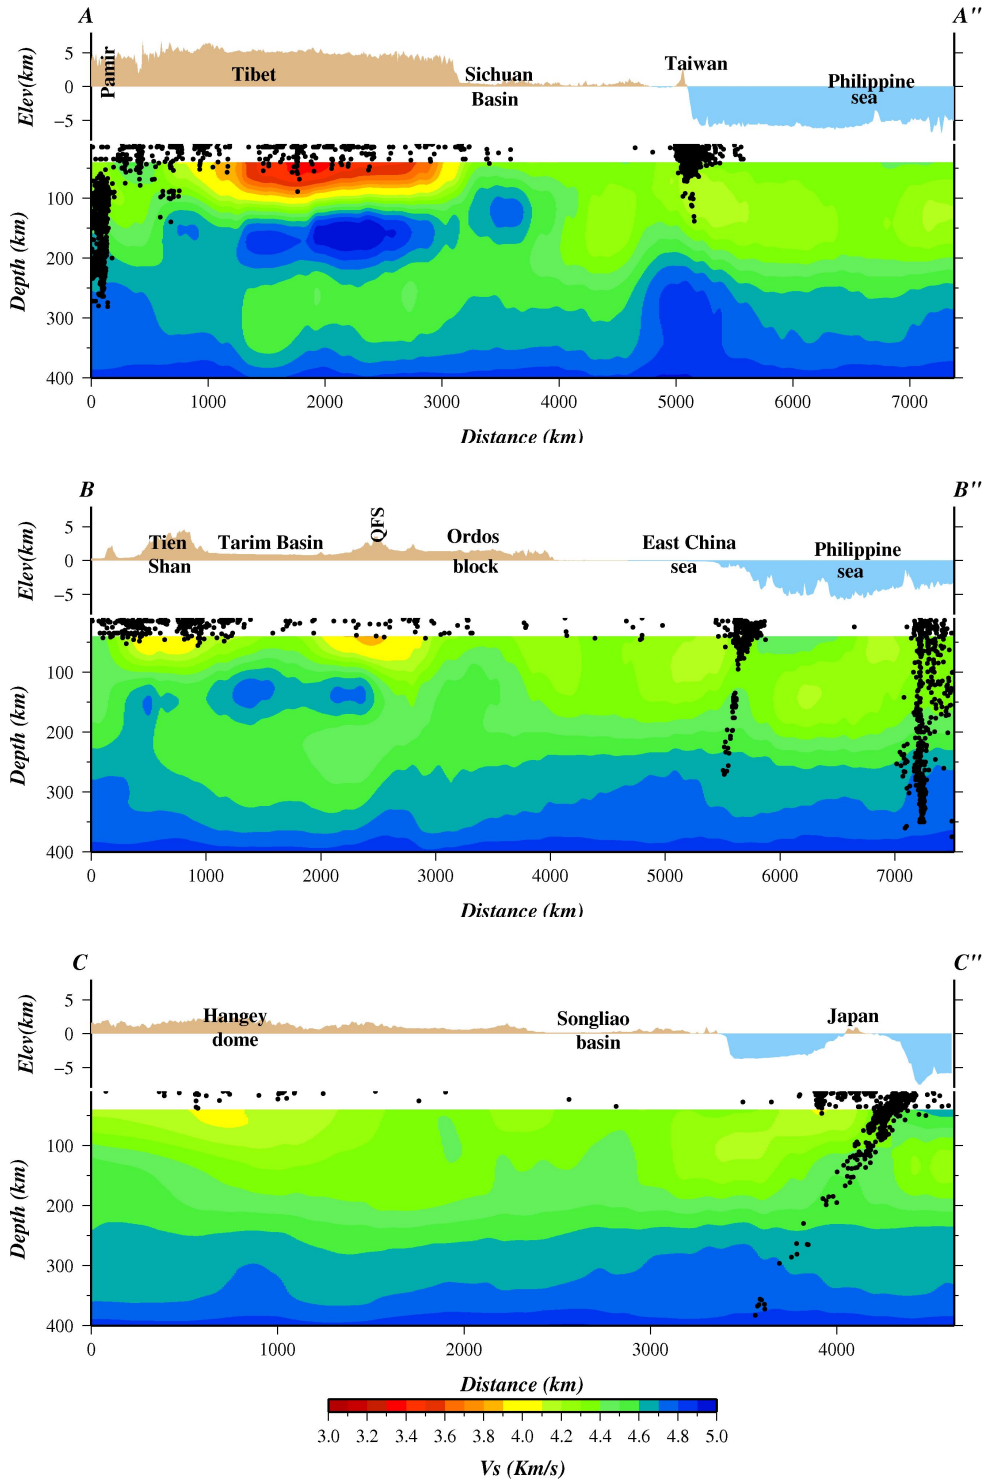 A A''
5
0
−5
Elev(km)
Pamir
Tibet
Sichuan
Basin
Taiwan
Philippine
sea
100
200
300
400
Depth (km)
0 1000 2000 3000 4000 5000 6000 7000
Distance (km)
B B''
5
0
−5
Elev(km)
Tien
Shan
Tarim Basin
QFS
Ordos
block
East China
sea
Philippine
sea
100
200
300
400
Depth (km)
0 1000 2000 3000 4000 5000 6000 7000
Distance (km)
C C''
5
0
−5
Elev(km)
Hangey
dome
Songliao
basin
Japan
100
200
300
400
Depth (km)
0 1000 2000 3000 4000
Distance (km)
3.0 3.2 3.4 3.6 3.8 4.0 4.2 4.4 4.6 4.8 5.0
Vs (Km/s)